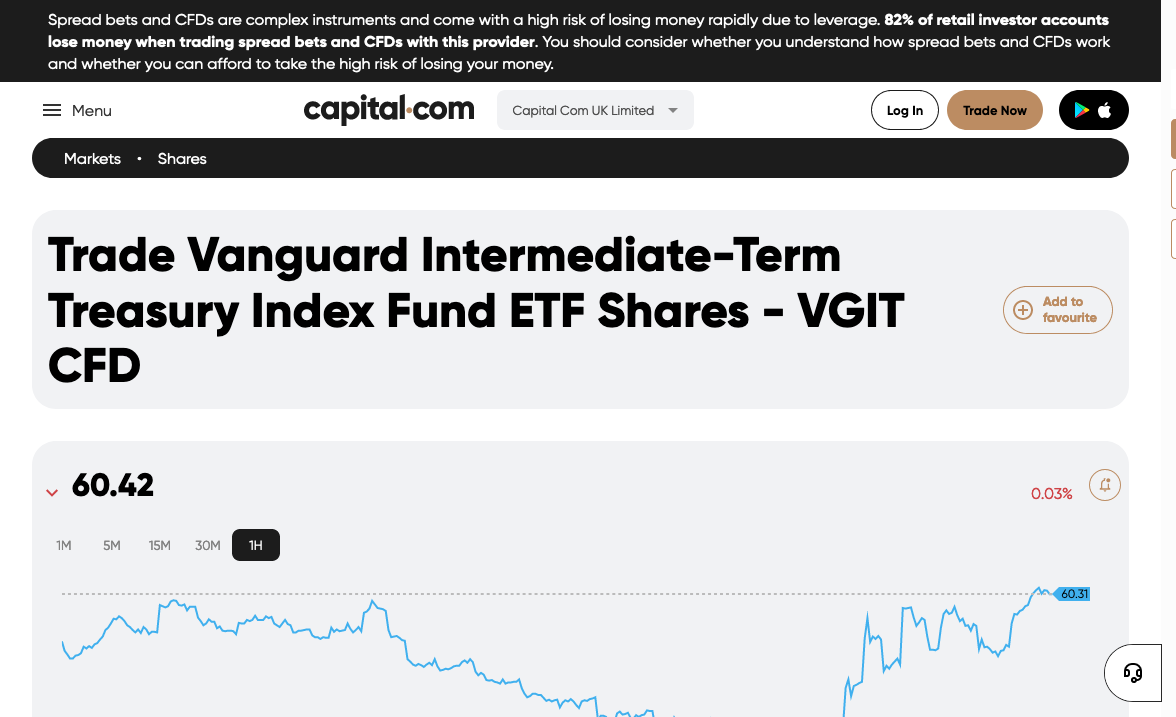 Spread bets and CFDs are complex instruments and come with a high risk of losing money rapidly due to leverage. 82% of retail investor accounts
lose money when trading spread bets and CFDs with this provider. You should consider whether you understand how spread bets and CFDs work
and whether you can afford to take the high risk of losing your money.
Menu
capital.com
Capital Com UK Limited
Log In
Trade Now
Markets • Shares
Trade Vanguard Intermediate-Term
Treasury Index Fund ETF Shares - VGIT
CFD
Add to
favourite
60.42
0.03%
1M 5M 15M 30M 1H
60.31